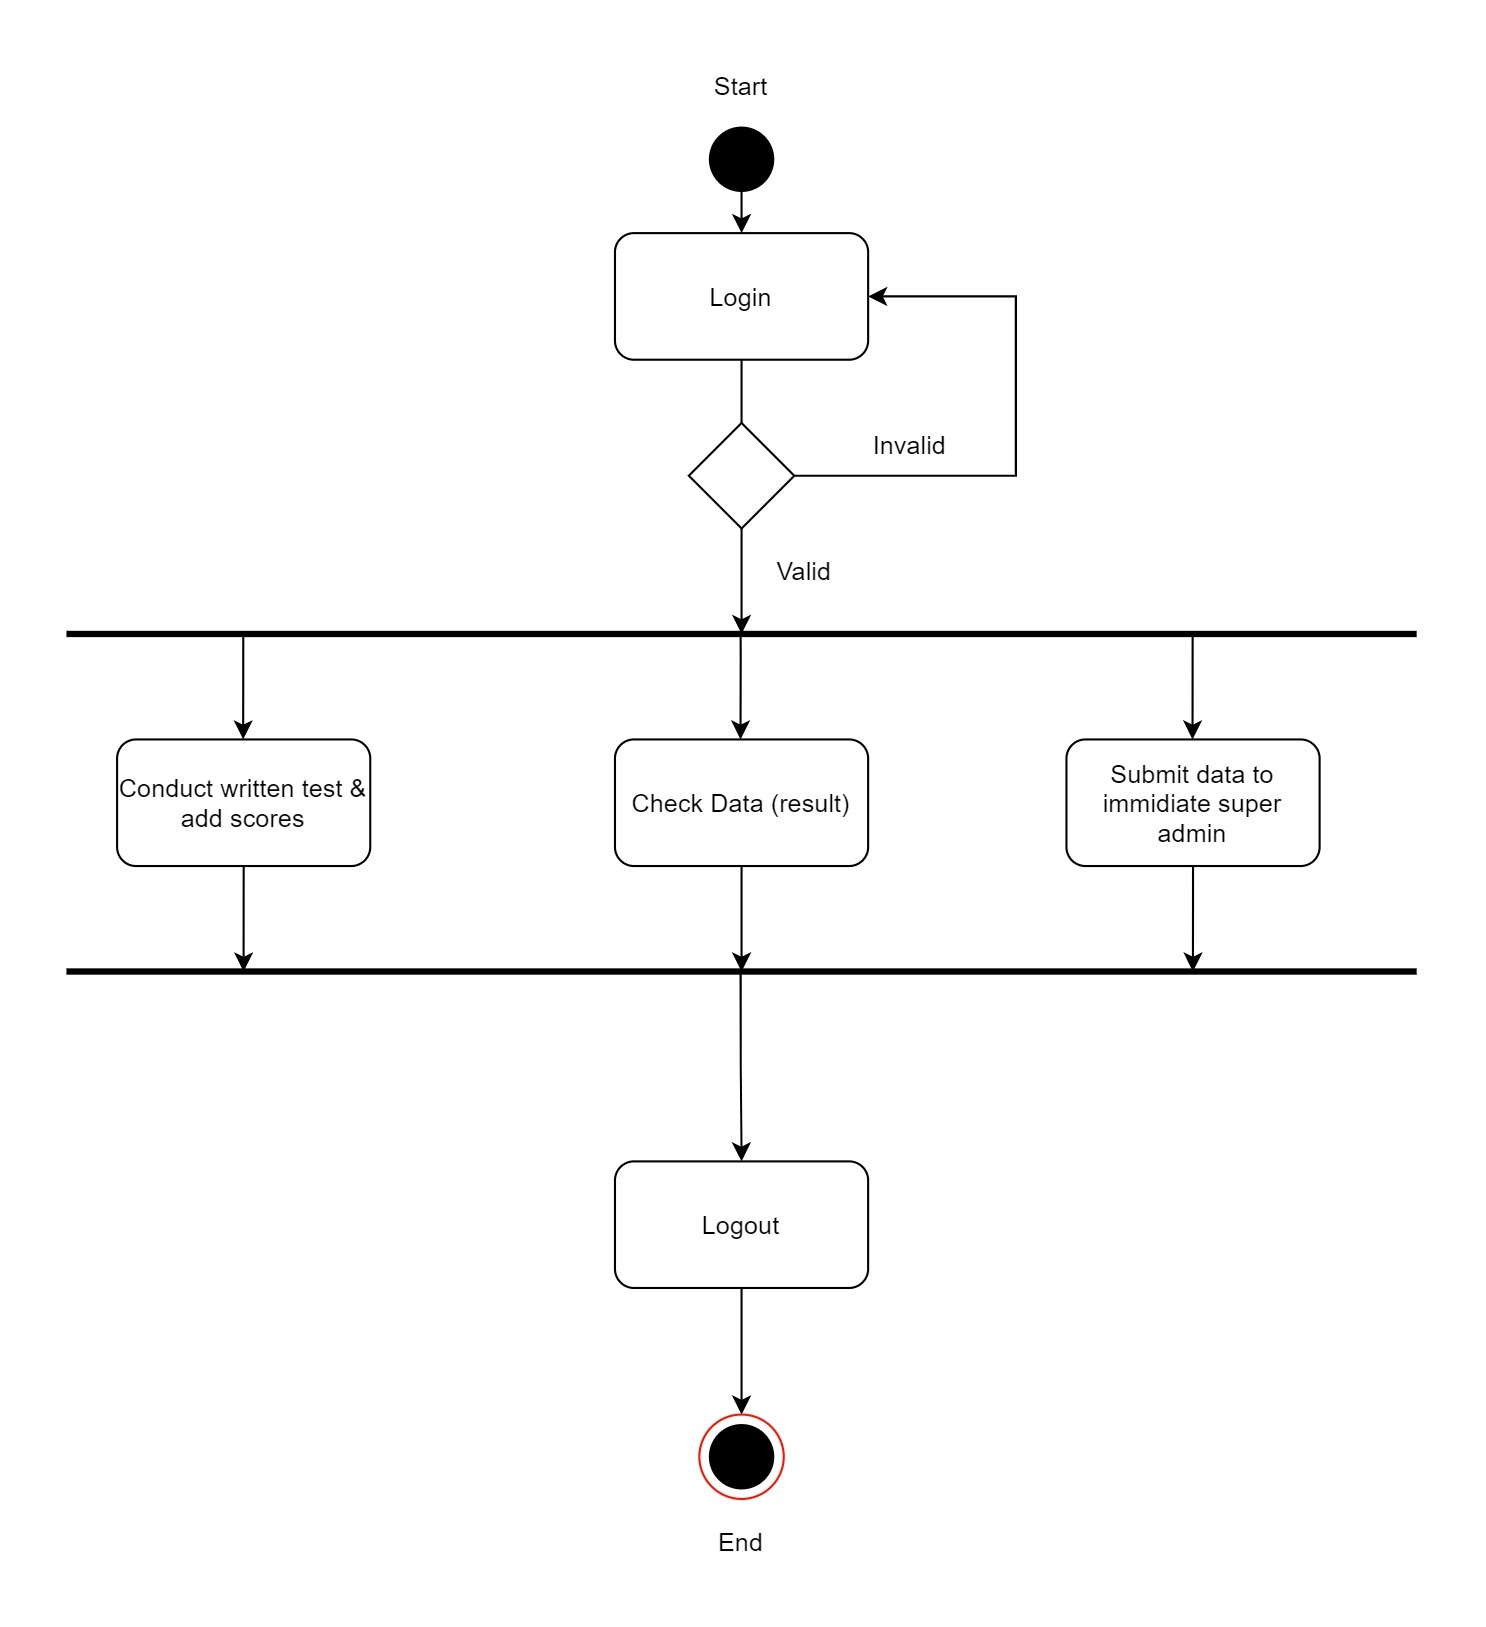 Start
Login
Invalid
Valid
Conduct written test &
add scores
Check Data (result)
Submit data to
immidiate super
admin
Logout
End